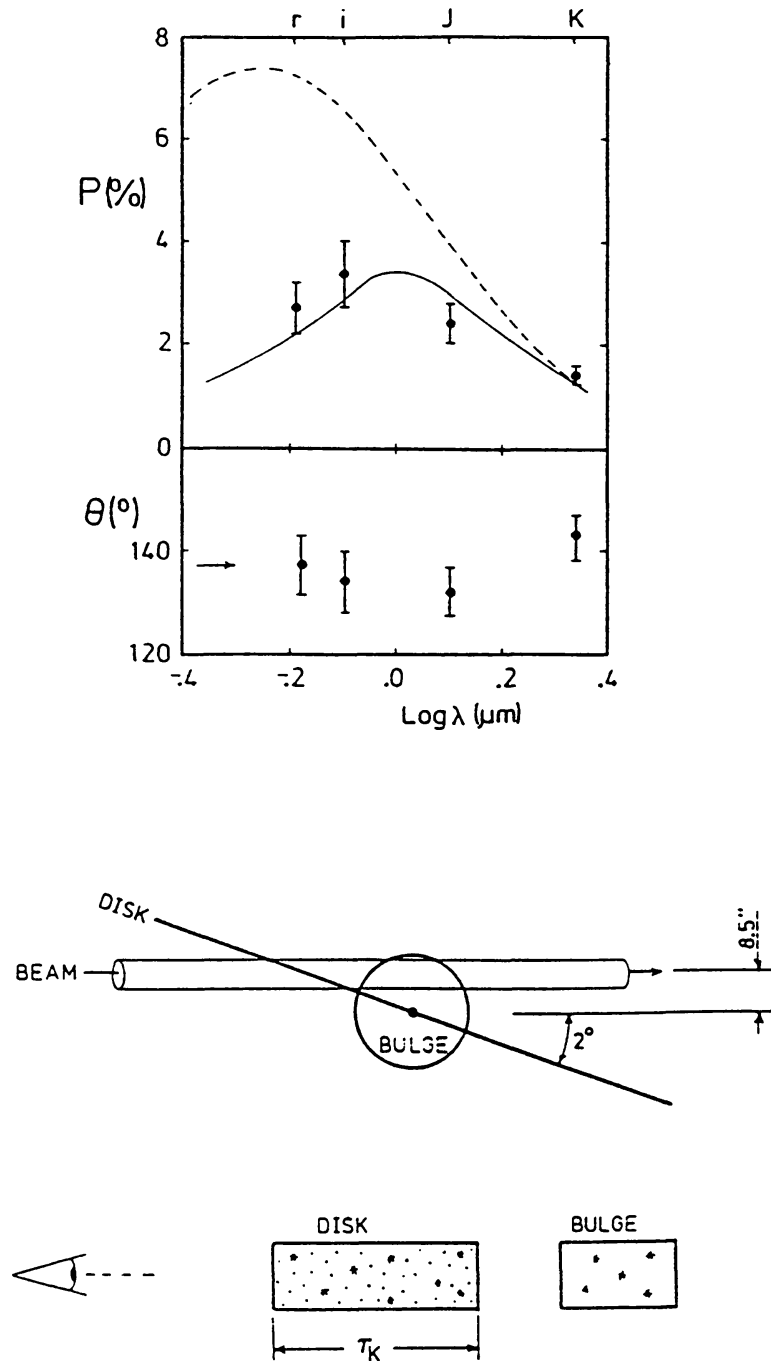 r i J K
8
6
P(%)
4
2
0
θ(°)
140
120
-.4 -.2 .0 .2 .4
Log λ (μm)
DISK
BEAM
BULGE
2°
8.5"
DISK BULGE
τK